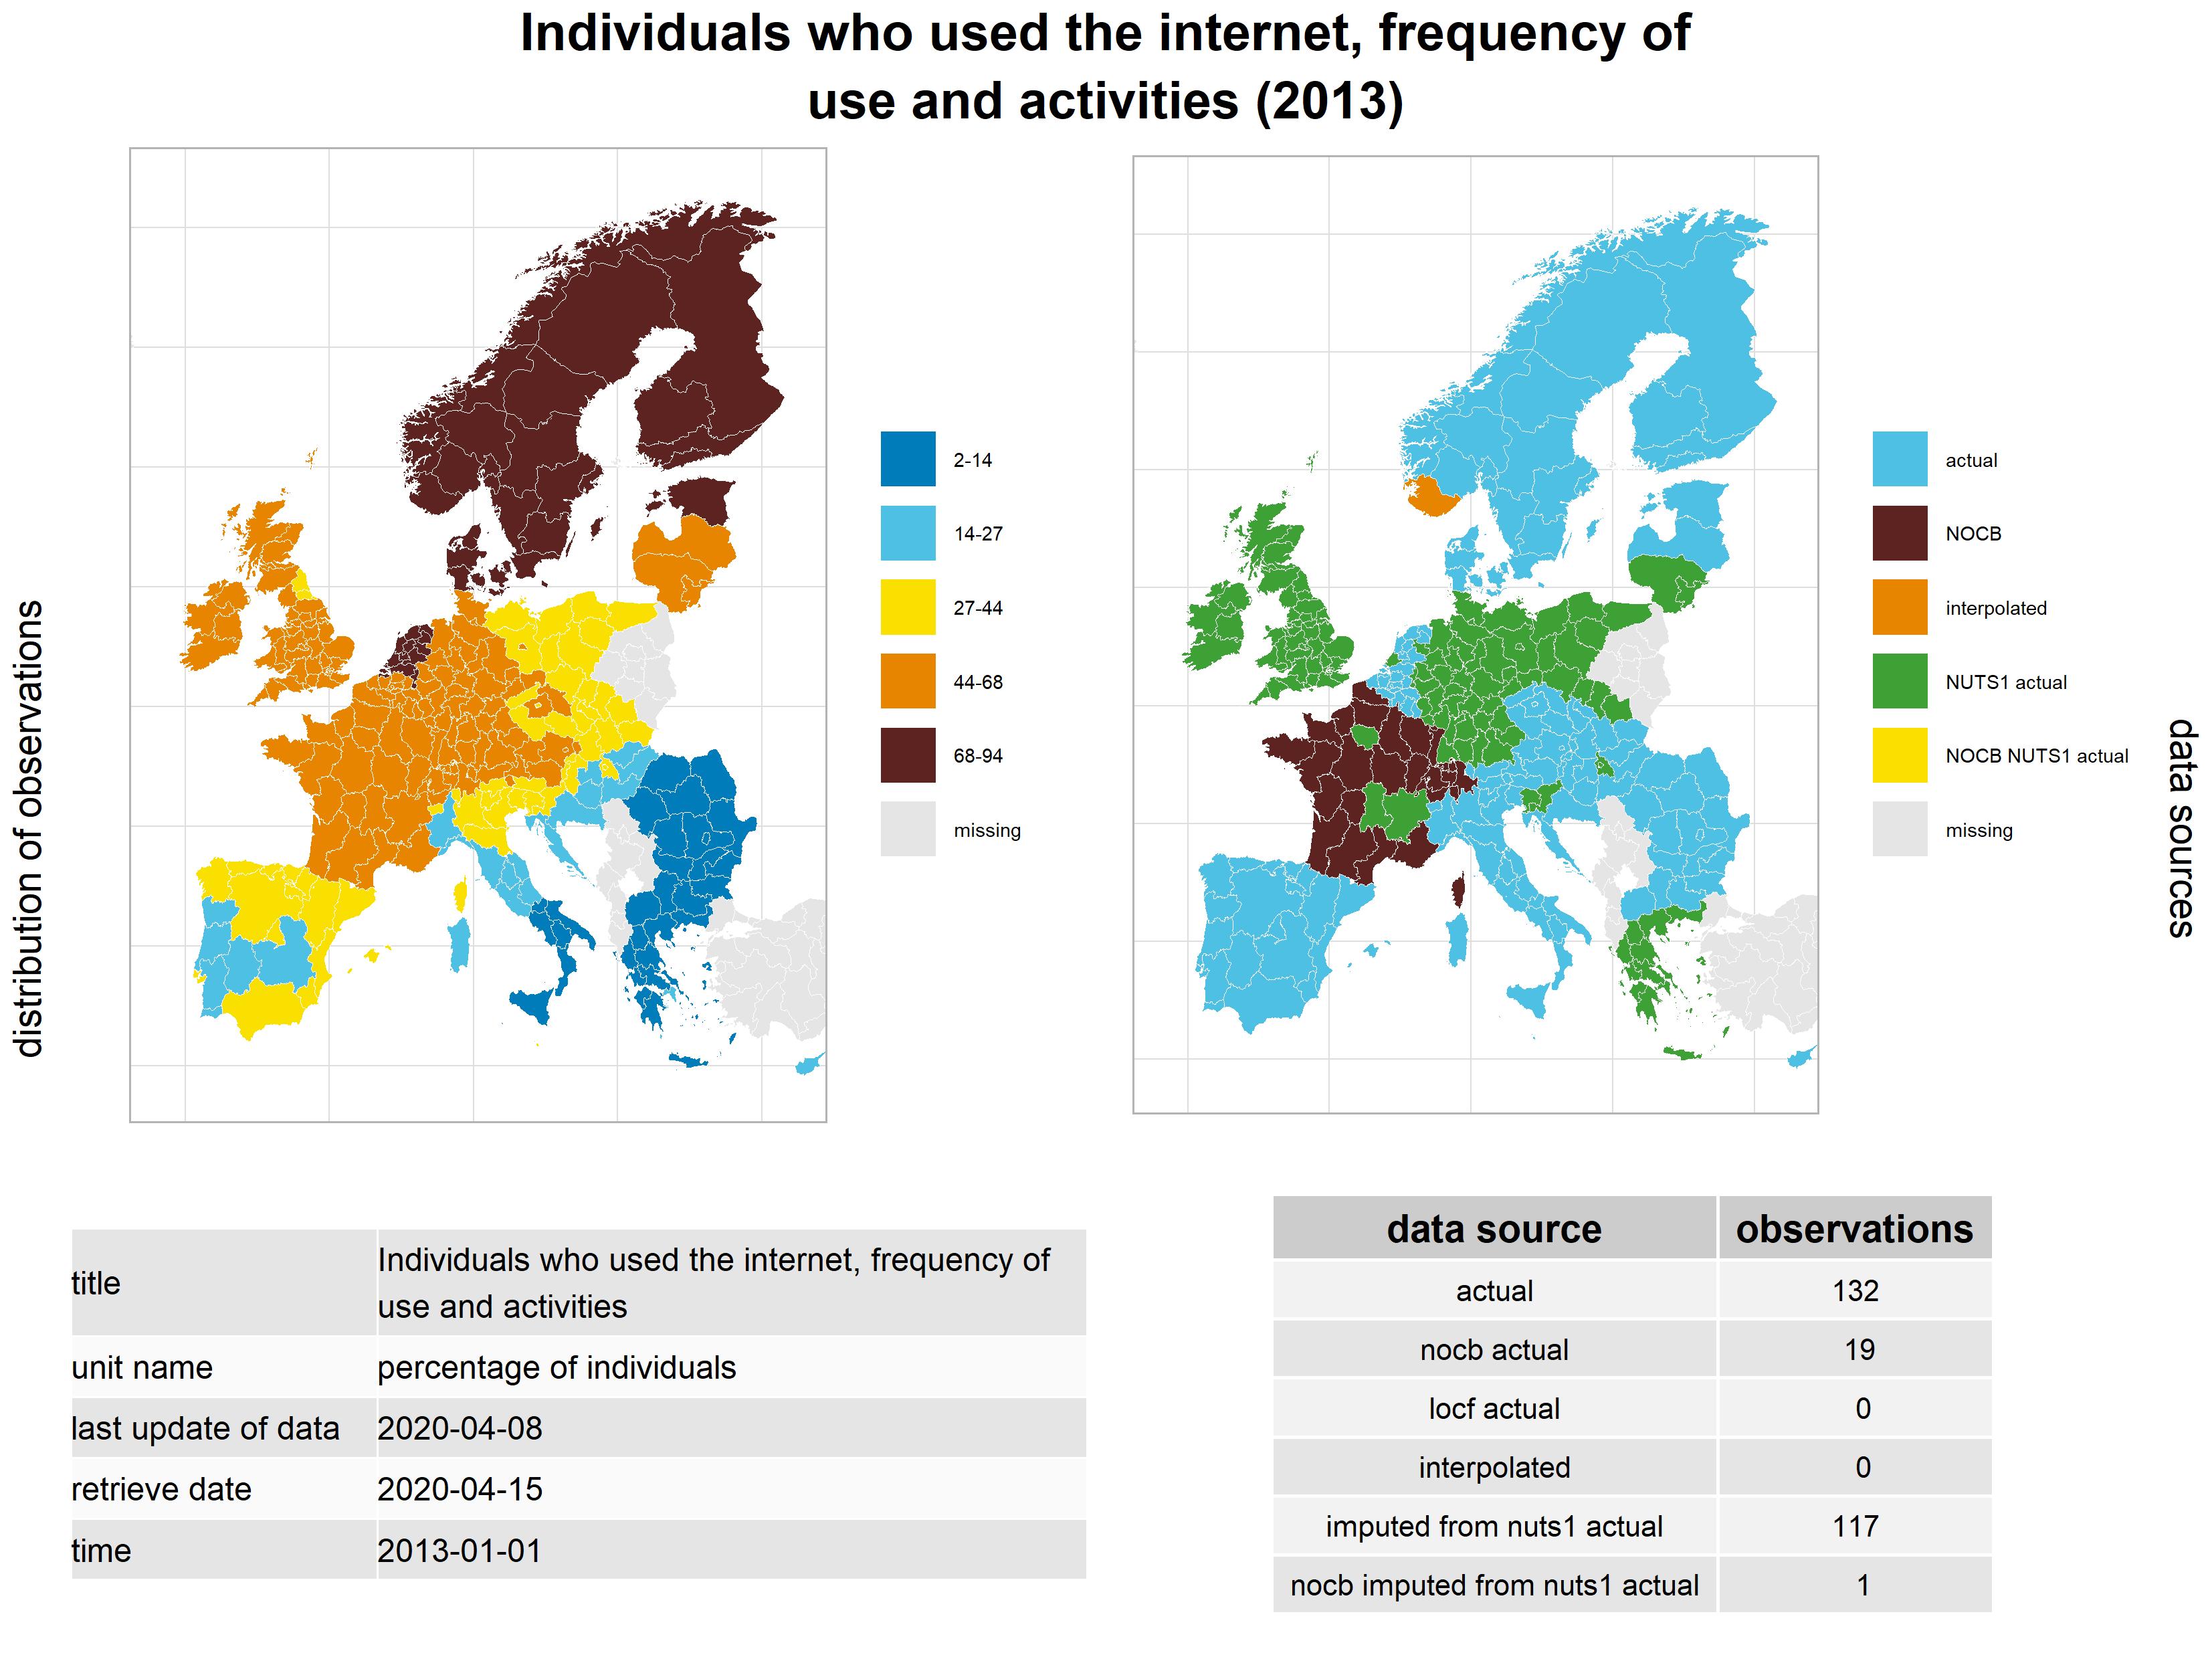 Individuals who used the internet, frequency of
use and activities (2013)
distribution of observations
2-14
14-27
27-44
44-68
68-94
missing
actual
NOCB
interpolated
NUTS1 actual
NOCB NUTS1 actual
missing
data sources
title
Individuals who used the internet, frequency of
use and activities
unit name percentage of individuals
last update of data 2020-04-08
retrieve date 2020-04-15
time 2013-01-01
data source observations
actual 132
nocb actual 19
locf actual 0
interpolated 0
imputed from nuts1 actual 117
nocb imputed from nuts1 actual 1